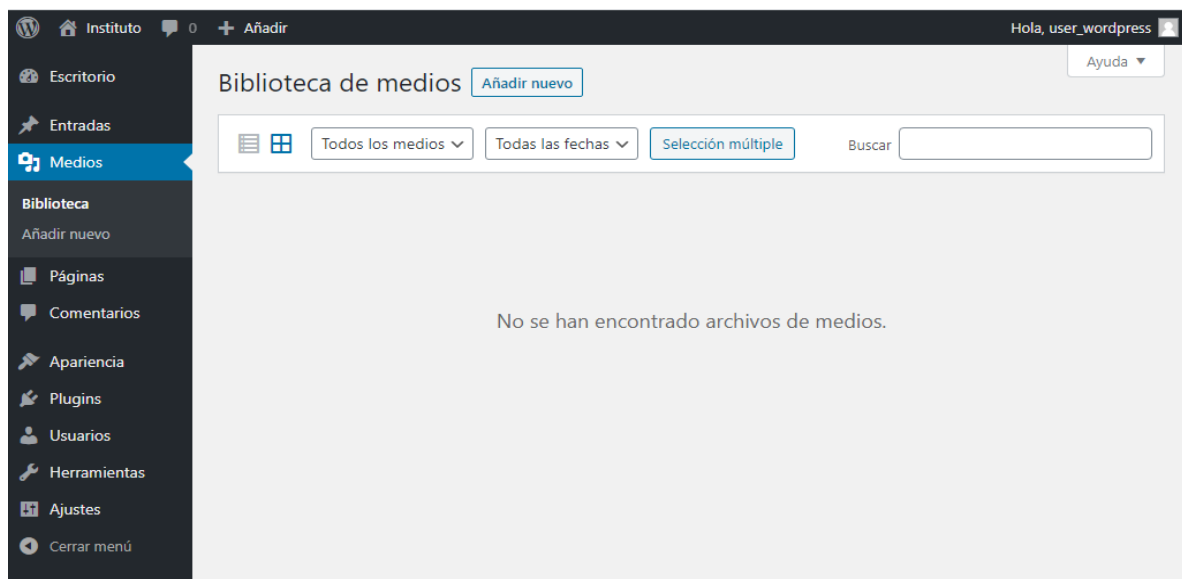 Instituto 0 Añadir Hola, user_wordpress
Escritorio
Entradas
Medios
Biblioteca
Añadir nuevo
Páginas
Comentarios
Apariencia
Plugins
Usuarios
Herramientas
Ajustes
Cerrar menú
Ayuda
Biblioteca de medios Añadir nuevo
Todos los medios Todas las fechas Selección múltiple Buscar
No se han encontrado archivos de medios.